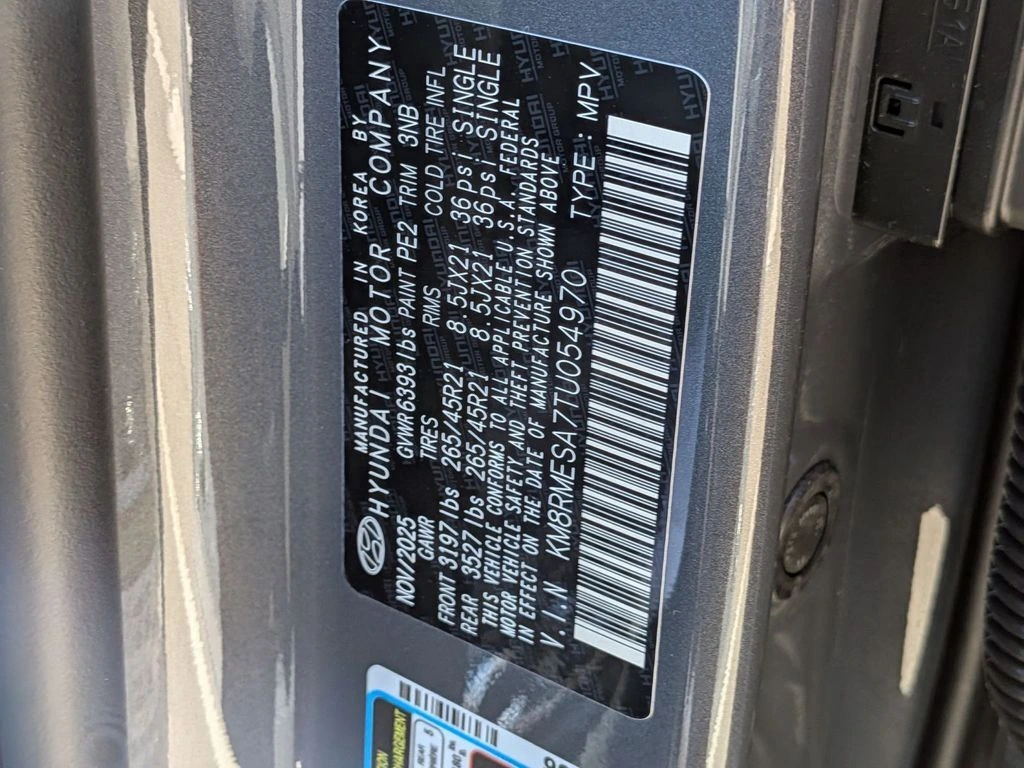 MANUFACTURED IN KOREA BY
HYUNDAI MOTOR COMPANY
NOV/2025 GVWR6393lbs PAINT PE2 TRIM 3NB
GAWR TIRES RIMS COLD TIRE INFL
FRONT 3197lbs 265/45R21 8.5JX21 36psi SINGLE
REAR 3527lbs 265/45R21 8.5JX21 36psi SINGLE
THIS VEHICLE CONFORMS TO ALL APPLICABLE U.S.A. FEDERAL
MOTOR VEHICLE SAFETY AND THEFT PREVENTION STANDARDS
IN EFFECT ON THE DATE OF MANUFACTURE SHOWN ABOVE
V.I.N KM8RMESA7TU054970 TYPE: MPV